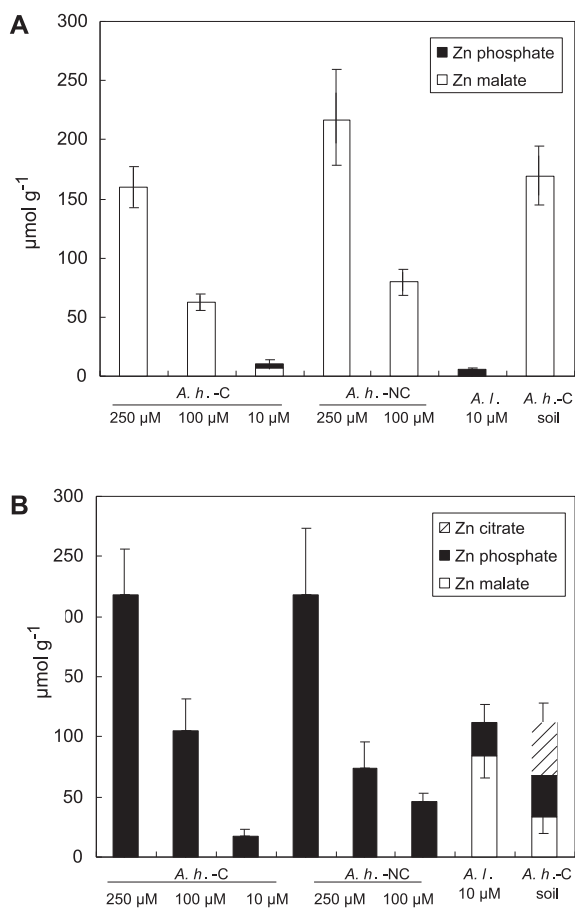 A
300
250
200
150
100
50
0
µmol g-1
Zn phosphate
Zn malate
A. h.-C
A. h.-NC
A. l.
A. h.-C
250 µM 100 µM 10 µM
250 µM 100 µM
10 µM
soil
B
300
250
00
50
100
50
0
µmol g-1
Zn citrate
Zn phosphate
Zn malate
A. h.-C
A. h.-NC
A. l.
A. h.-C
250 µM 100 µM 10 µM
250 µM 100 µM
10 µM
soil